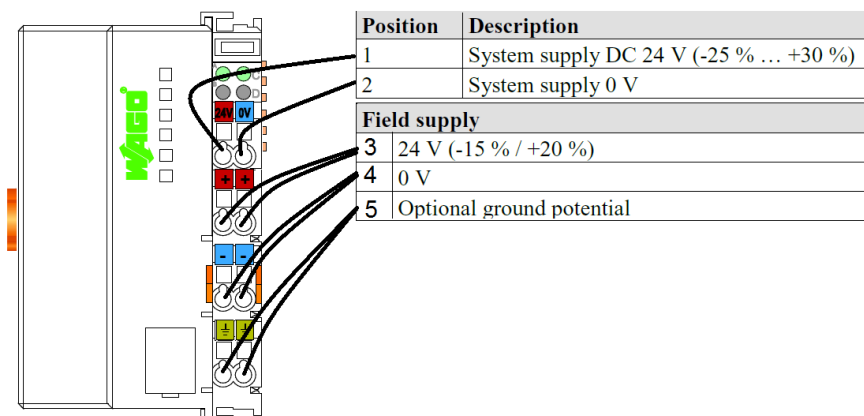 Position Description
1 System supply DC 24 V (-25 % … +30 %)
2 System supply 0 V
Field supply
3 24 V (-15 % / +20 %)
4 0 V
5 Optional ground potential
WAGO
A C
D
24V 0V
+ +
- -